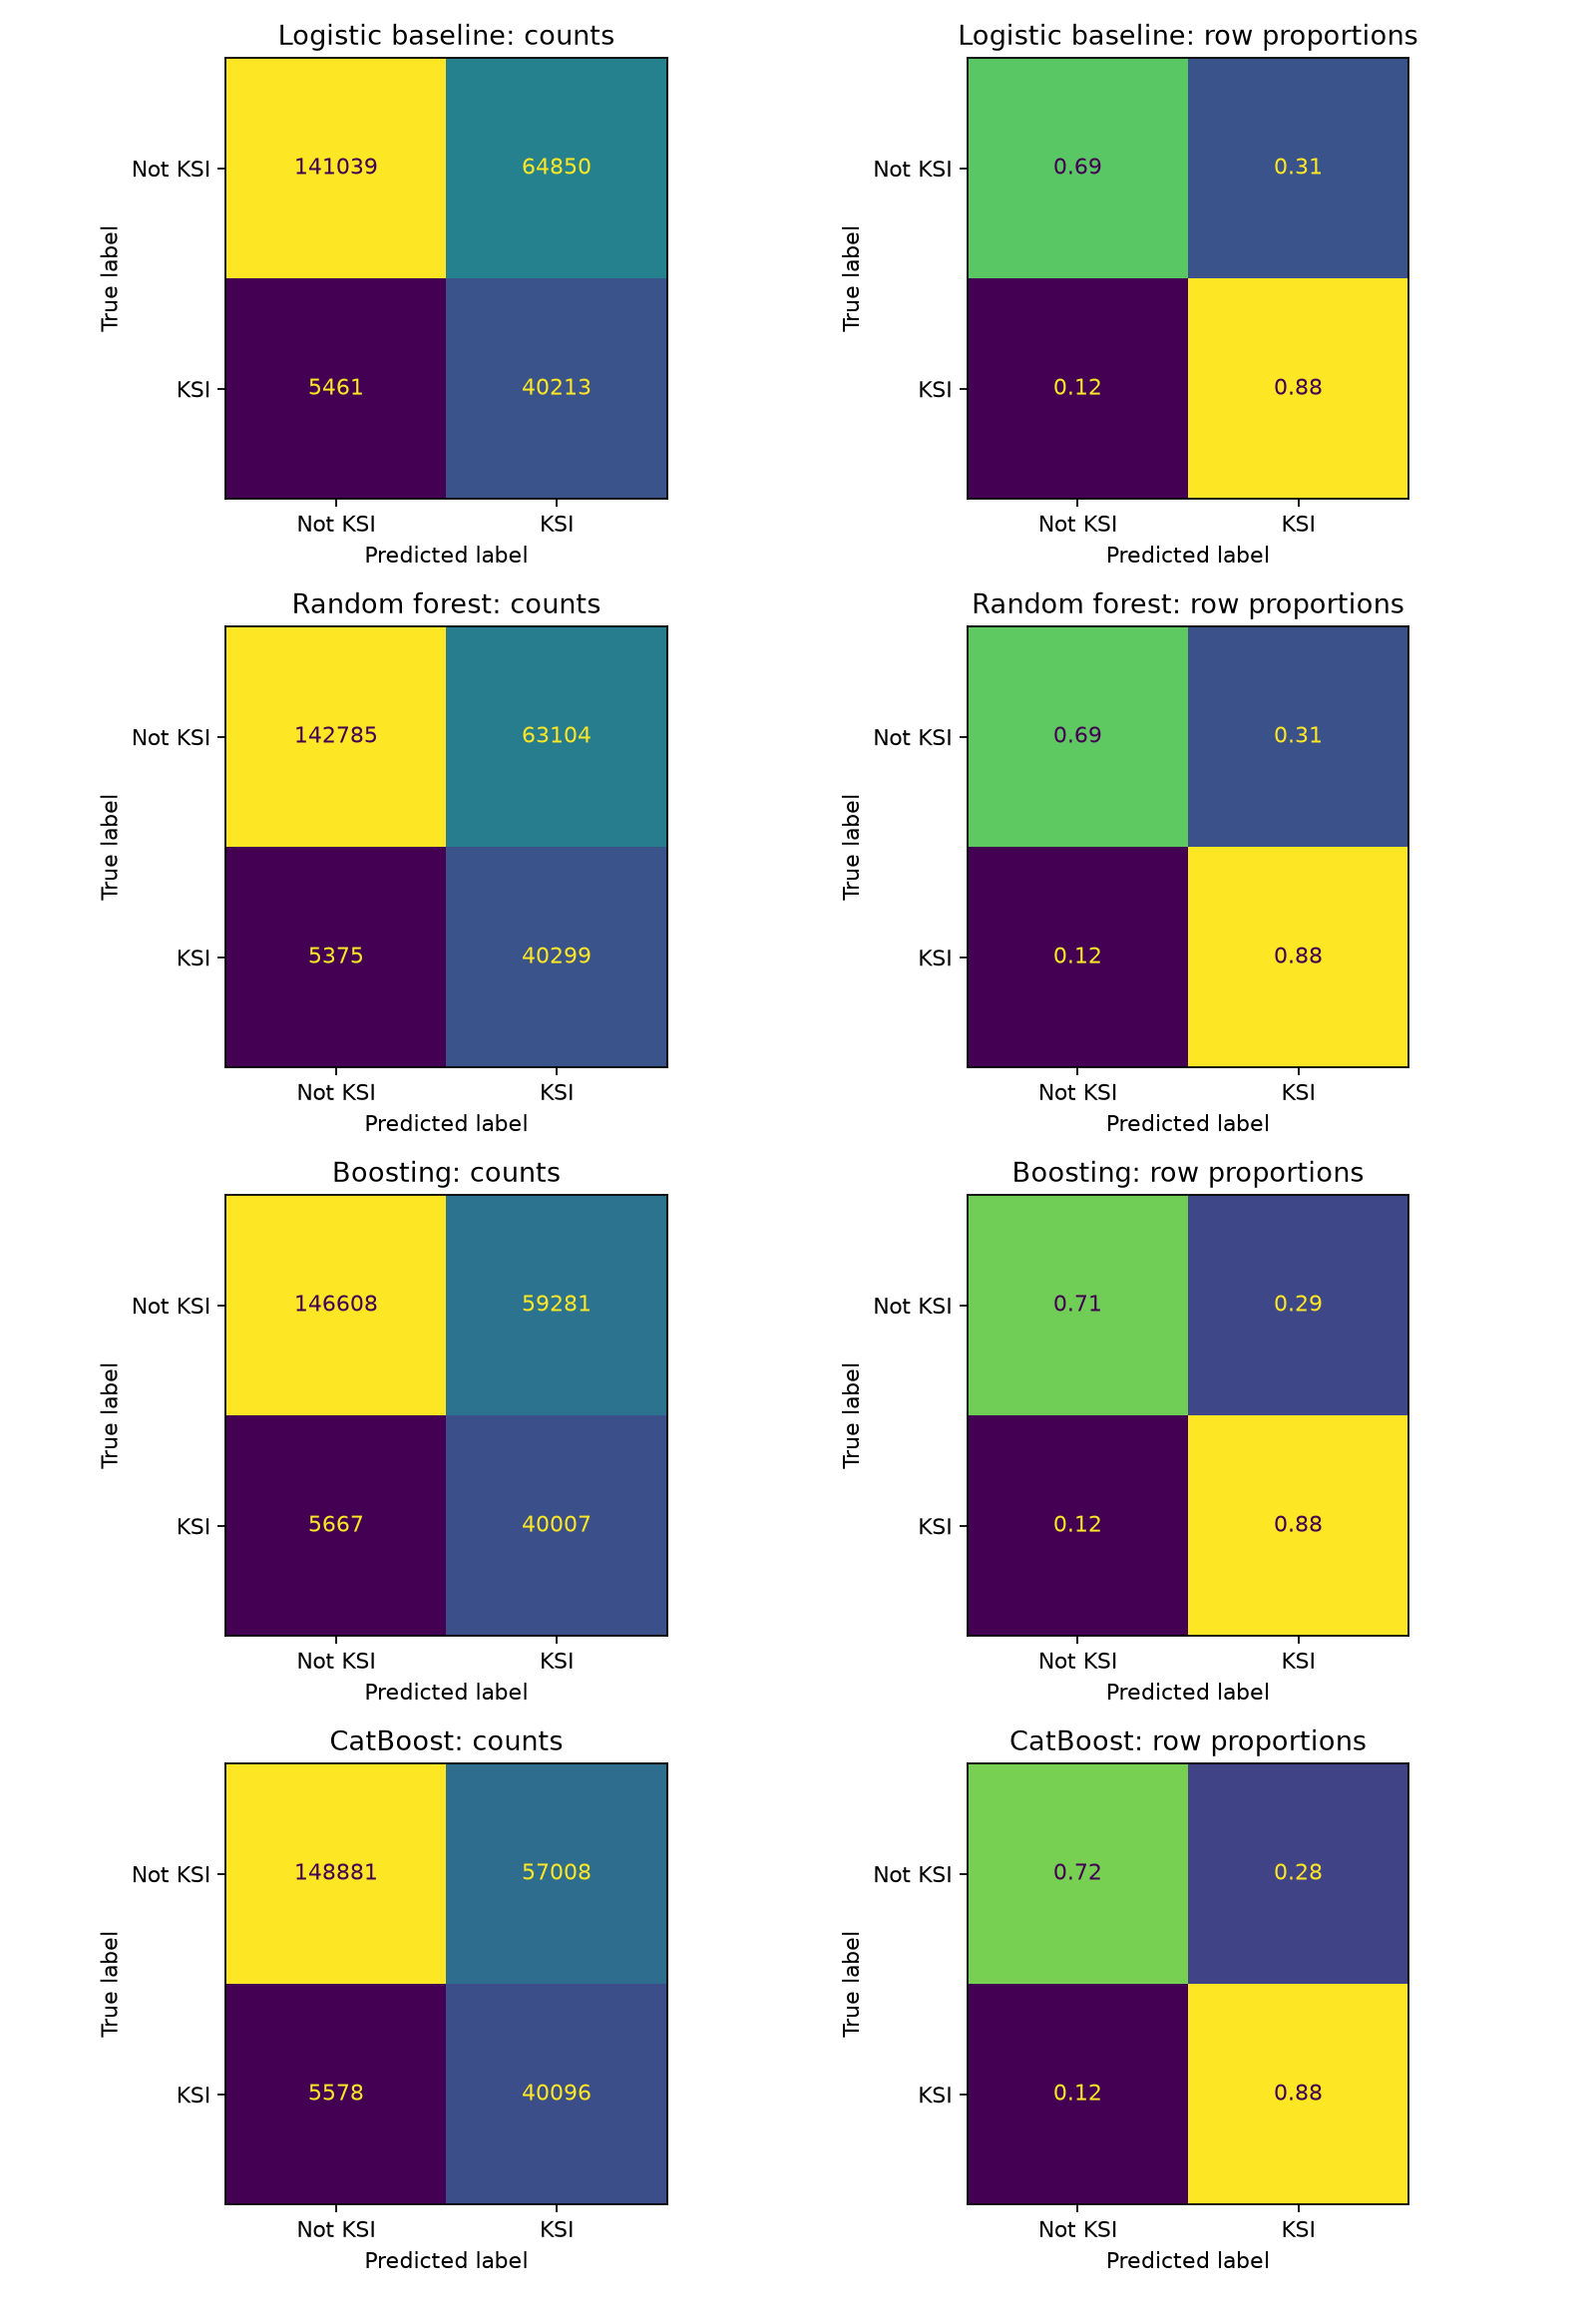 Logistic baseline: counts
Logistic baseline: row proportions
True label
Not KSI
141039
64850
KSI
5461
40213
Not KSI
KSI
Predicted label
True label
Not KSI
0.69
0.31
KSI
0.12
0.88
Not KSI
KSI
Predicted label
Random forest: counts
Random forest: row proportions
True label
Not KSI
142785
63104
KSI
5375
40299
Not KSI
KSI
Predicted label
True label
Not KSI
0.69
0.31
KSI
0.12
0.88
Not KSI
KSI
Predicted label
Boosting: counts
Boosting: row proportions
True label
Not KSI
146608
59281
KSI
5667
40007
Not KSI
KSI
Predicted label
True label
Not KSI
0.71
0.29
KSI
0.12
0.88
Not KSI
KSI
Predicted label
CatBoost: counts
CatBoost: row proportions
True label
Not KSI
148881
57008
KSI
5578
40096
Not KSI
KSI
Predicted label
True label
Not KSI
0.72
0.28
KSI
0.12
0.88
Not KSI
KSI
Predicted label